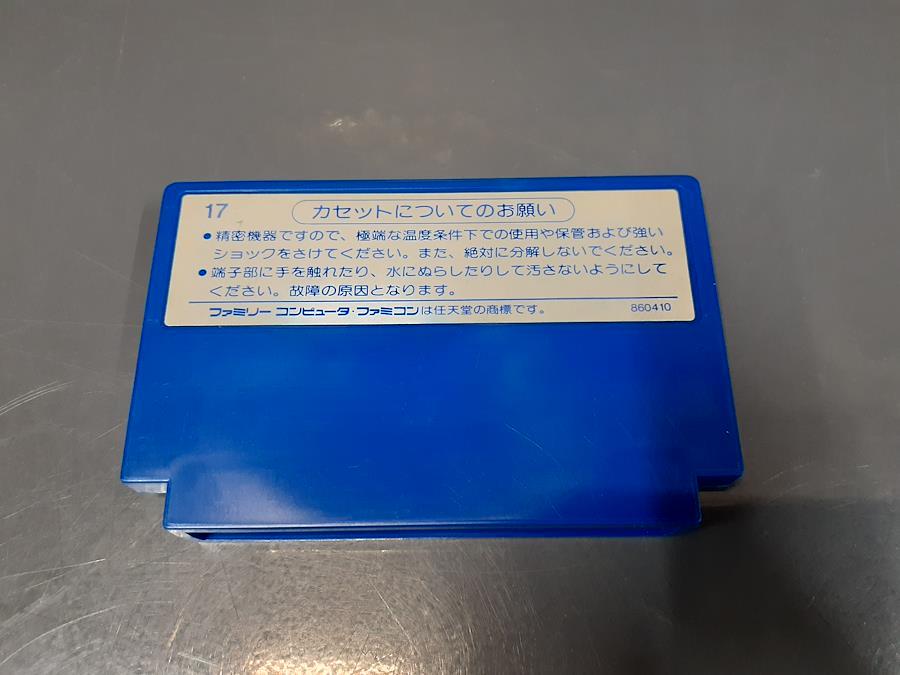 17
カセットについてのお願い
●精密機器ですので、極端な温度条件下での使用や保管および強い
ショックをさけてください。また、絶対に分解しないでください。
●端子部に手を触れたり、水にぬらしたりして汚さないようにして
ください。故障の原因となります。
ファミリー コンピュータ・ファミコンは任天堂の商標です。 860410